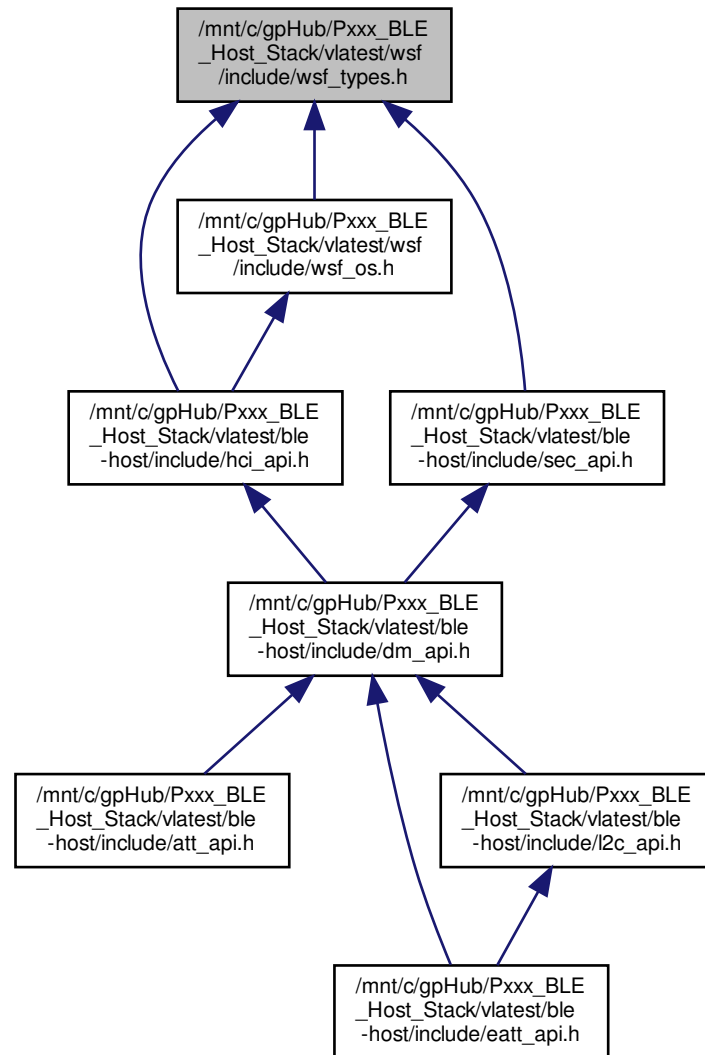 /mnt/c/gpHub/Pxxx_BLE
_Host_Stack/vlatest/wsf
/include/wsf_types.h
/mnt/c/gpHub/Pxxx_BLE
_Host_Stack/vlatest/wsf
/include/wsf_os.h
/mnt/c/gpHub/Pxxx_BLE
_Host_Stack/vlatest/ble
-host/include/hci_api.h
/mnt/c/gpHub/Pxxx_BLE
_Host_Stack/vlatest/ble
-host/include/sec_api.h
/mnt/c/gpHub/Pxxx_BLE
_Host_Stack/vlatest/ble
-host/include/dm_api.h
/mnt/c/gpHub/Pxxx_BLE
_Host_Stack/vlatest/ble
-host/include/att_api.h
/mnt/c/gpHub/Pxxx_BLE
_Host_Stack/vlatest/ble
-host/include/l2c_api.h
/mnt/c/gpHub/Pxxx_BLE
_Host_Stack/vlatest/ble
-host/include/eatt_api.h